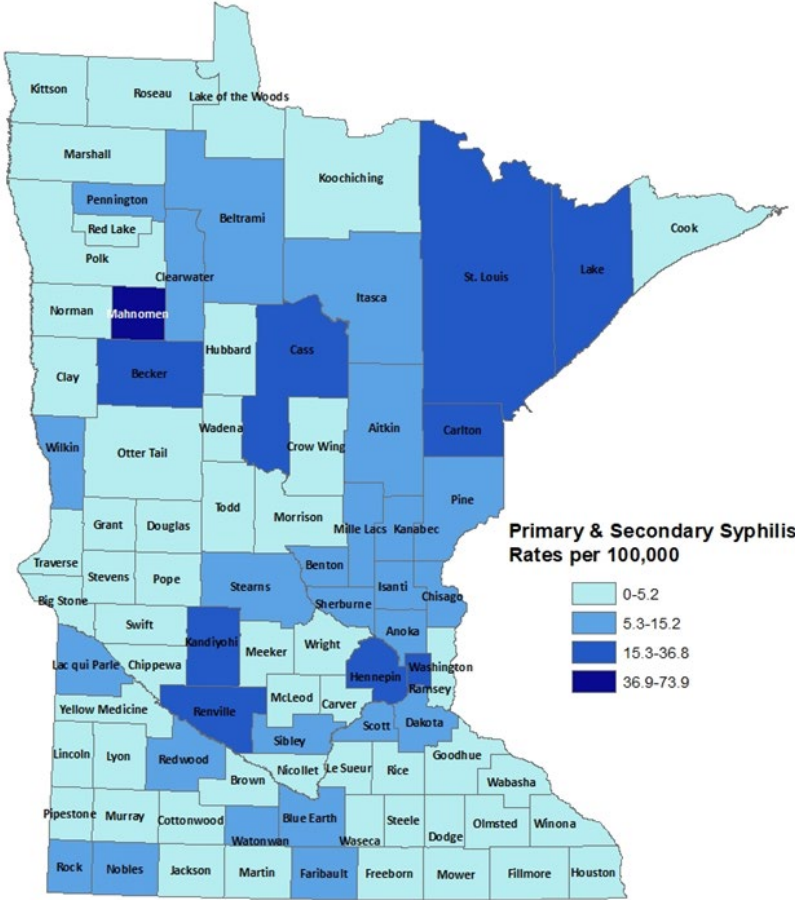 Kittson
Roseau
Lake of the Woods
Marshall
Koochiching
Pennington
Beltrami
Red Lake
Cook
Polk
Clearwater
St. Louis
Lake
Itasca
Norman
Mahnomen
Hubbard
Cass
Becker
Clay
Wadena
Aitkin
Carlton
Crow Wing
Wilkin
Otter Tail
Pine
Todd
Morrison
Grant
Douglas
Mille Lacs
Kanabec
Primary & Secondary Syphilis
Rates per 100,000
0-5.2
5.3-15.2
15.3-36.8
36.9-73.9
Traverse
Benton
Stevens
Pope
Stearns
Isanti
Chisago
Big Stone
Sherburne
Swift
Anoka
Kandiyohi
Wright
Meeker
Lac qui Parle
Chippewa
Washington
Hennepin
Ramsey
McLeod
Carver
Yellow Medicine
Renville
Scott
Dakota
Sibley
Lincoln
Lyon
Redwood
Goodhue
Nicollet
Le Sueur
Rice
Brown
Wabasha
Pipestone
Murray
Cottonwood
Blue Earth
Steele
Olmsted
Winona
Watonwan
Waseca
Dodge
Rock
Nobles
Jackson
Martin
Faribault
Freeborn
Mower
Fillmore
Houston